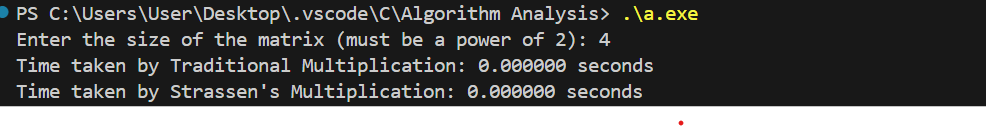 PS C:\Users\User\Desktop\.vscode\C\Algorithm Analysis> .\a.exe
Enter the size of the matrix (must be a power of 2): 4
Time taken by Traditional Multiplication: 0.000000 seconds
Time taken by Strassen's Multiplication: 0.000000 seconds